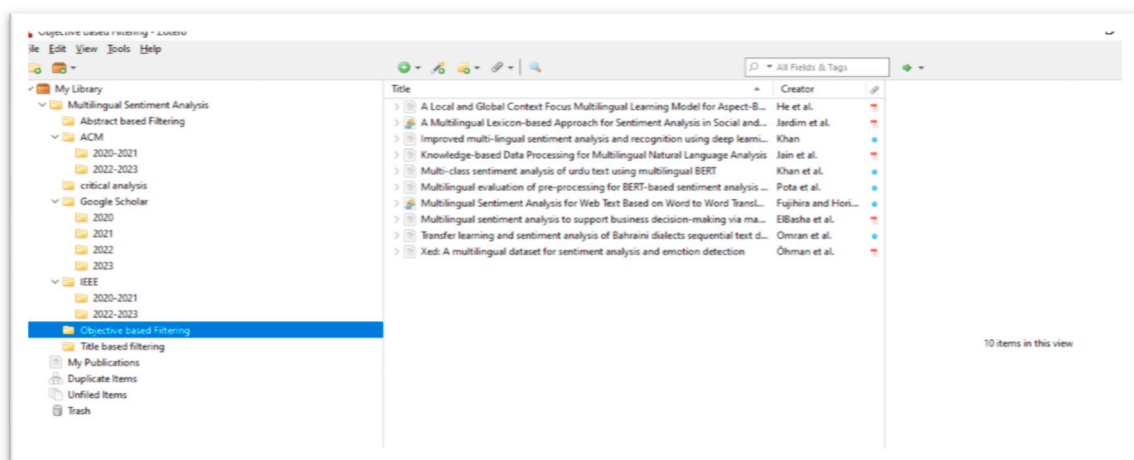 Objective Based Filtering - Zotero
ile Edit View Tools Help
All Fields & Tags
My Library
Multilingual Sentiment Analysis
Abstract based Filtering
ACM
2020-2021
2022-2023
critical analysis
Google Scholar
2020
2021
2022
2023
IEEE
2020-2021
2022-2023
Objective based Filtering
Title based filtering
My Publications
Duplicate Items
Unfiled Items
Trash
Title Creator
A Local and Global Context Focus Multilingual Learning Model for Aspect-B... He et al.
A Multilingual Lexicon-based Approach for Sentiment Analysis in Social and... Jardim et al.
Improved multi-lingual sentiment analysis and recognition using deep learni... Khan
Knowledge-based Data Processing for Multilingual Natural Language Analysis Jain et al.
Multi-class sentiment analysis of urdu text using multilingual BERT Khan et al.
Multilingual evaluation of pre-processing for BERT-based sentiment analysis ... Pota et al.
Multilingual Sentiment Analysis for Web Text Based on Word to Word Transl... Fujihira and Hori...
Multilingual sentiment analysis to support business decision-making via ma... ElBasha et al.
Transfer learning and sentiment analysis of Bahraini dialects sequential text d... Omran et al.
Xed: A multilingual dataset for sentiment analysis and emotion detection Öhman et al.
10 items in this view